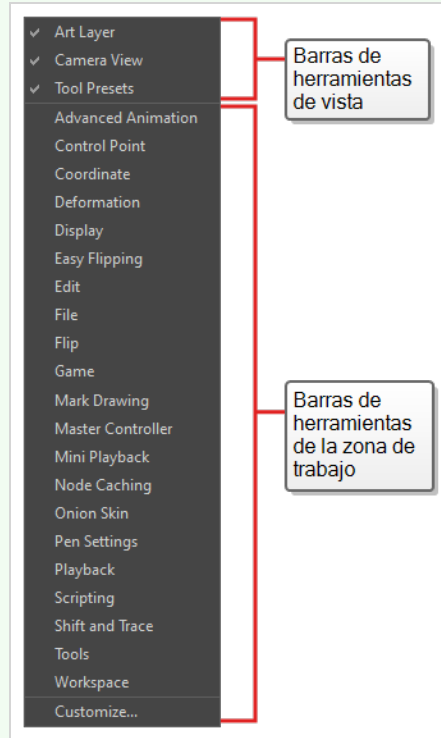 Art Layer
Camera View
Tool Presets
Advanced Animation
Control Point
Coordinate
Deformation
Display
Easy Flipping
Edit
File
Flip
Game
Mark Drawing
Master Controller
Mini Playback
Node Caching
Onion Skin
Pen Settings
Playback
Scripting
Shift and Trace
Tools
Workspace
Customize...
Barras de
herramientas
de vista
Barras de
herramientas
de la zona de
trabajo